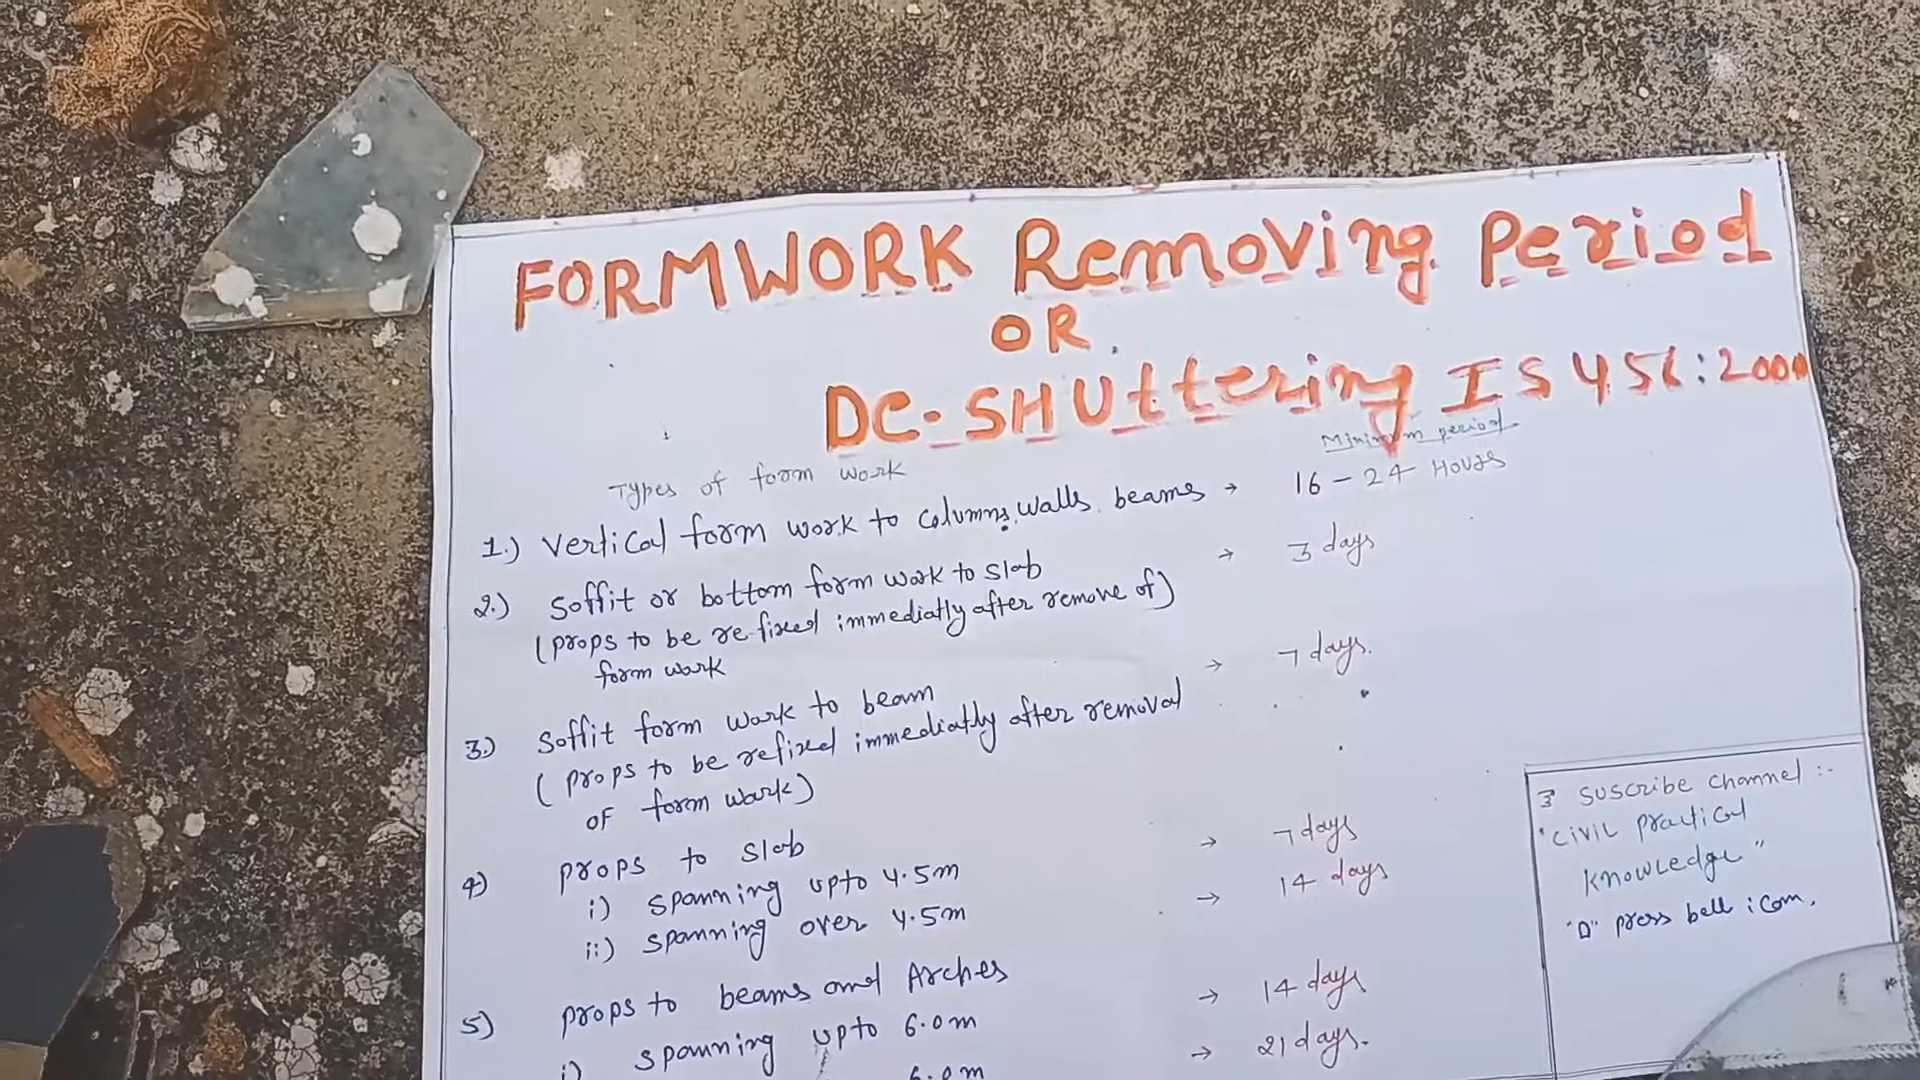 FORMWORK Removing Period
OR
DE-SHUttering IS 456:2000
Types of form work
Minimum period
1.) Vertical form work to columns, walls, beams → 16 - 24 Hours
2.) Soffit or bottom form work to slab → 3 days
(props to be re-fixed immediatly after remove of)
form work
3.) Soffit form work to beam → 7 days.
(props to be refixed immediatly after removal
OF form work)
4) props to slab
i) spanning upto 4.5m → 7 days
ii) spanning over 4.5m → 14 days
5) props to beams and Arches
i) spanning upto 6.0m → 14 days
6.0m → 21 days.
suscribe channel :-
"Civil practical
Knowledge"
press bell icon.